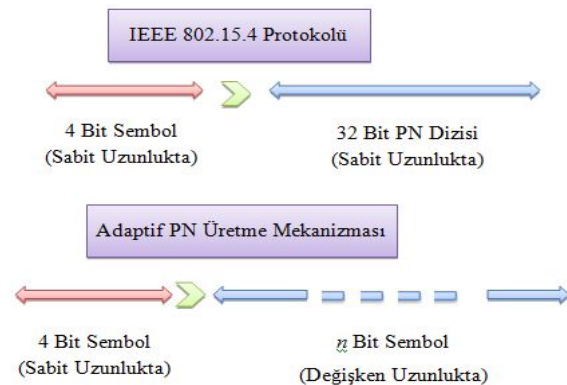 IEEE 802.15.4 Protokolü
4 Bit Sembol
(Sabit Uzunlukta)
32 Bit PN Dizisi
(Sabit Uzunlukta)
Adaptif PN Üretme Mekanizması
4 Bit Sembol
(Sabit Uzunlukta)
n Bit Sembol
(Değişken Uzunlukta)